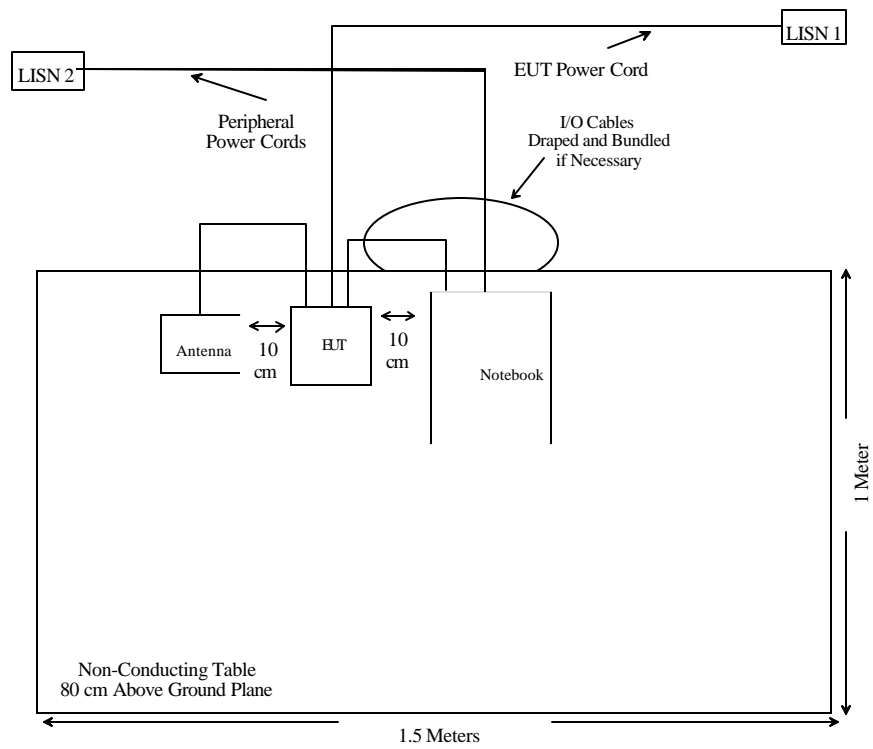 LISN 1
LISN 2
EUT Power Cord
Peripheral
Power Cords
I/O Cables
Draped and Bundled
if Necessary
Antenna
10
cm
EUT
10
cm
Notebook
1 Meter
Non-Conducting Table
80 cm Above Ground Plane
1.5 Meters